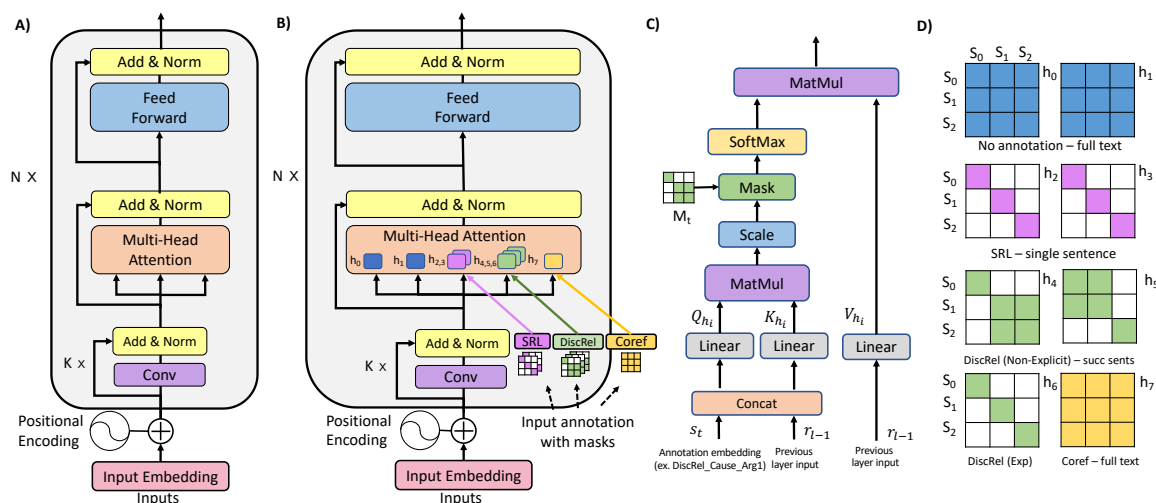 A)
Add & Norm
Feed
Forward
N X
Add & Norm
Multi-Head
Attention
Add & Norm
K x
Conv
Positional
Encoding
Input Embedding
Inputs
B)
Add & Norm
Feed
Forward
N X
Add & Norm
Multi-Head Attention
h0 h1 h2,3 h4,5,6 h7
Add & Norm
SRL DiscRel Coref
K x
Conv
Positional
Encoding
Input annotation
with masks
Input Embedding
Inputs
C)
MatMul
SoftMax
Mask
Mt
Scale
MatMul
Qhi Khi Vhi
Linear Linear Linear
Concat
st rl−1 rl−1
Annotation embedding
(ex. DiscRel_Cause_Arg1)
Previous
layer input
Previous
layer input
D)
S0 S1 S2
S0 h0 h1
S1
S2
No annotation – full text
S0 h2 h3
S1
S2
SRL – single sentence
S0 h4 h5
S1
S2
DiscRel (Non-Explicit) – succ sents
S0 h6 h7
S1
S2
DiscRel (Exp) Coref – full text